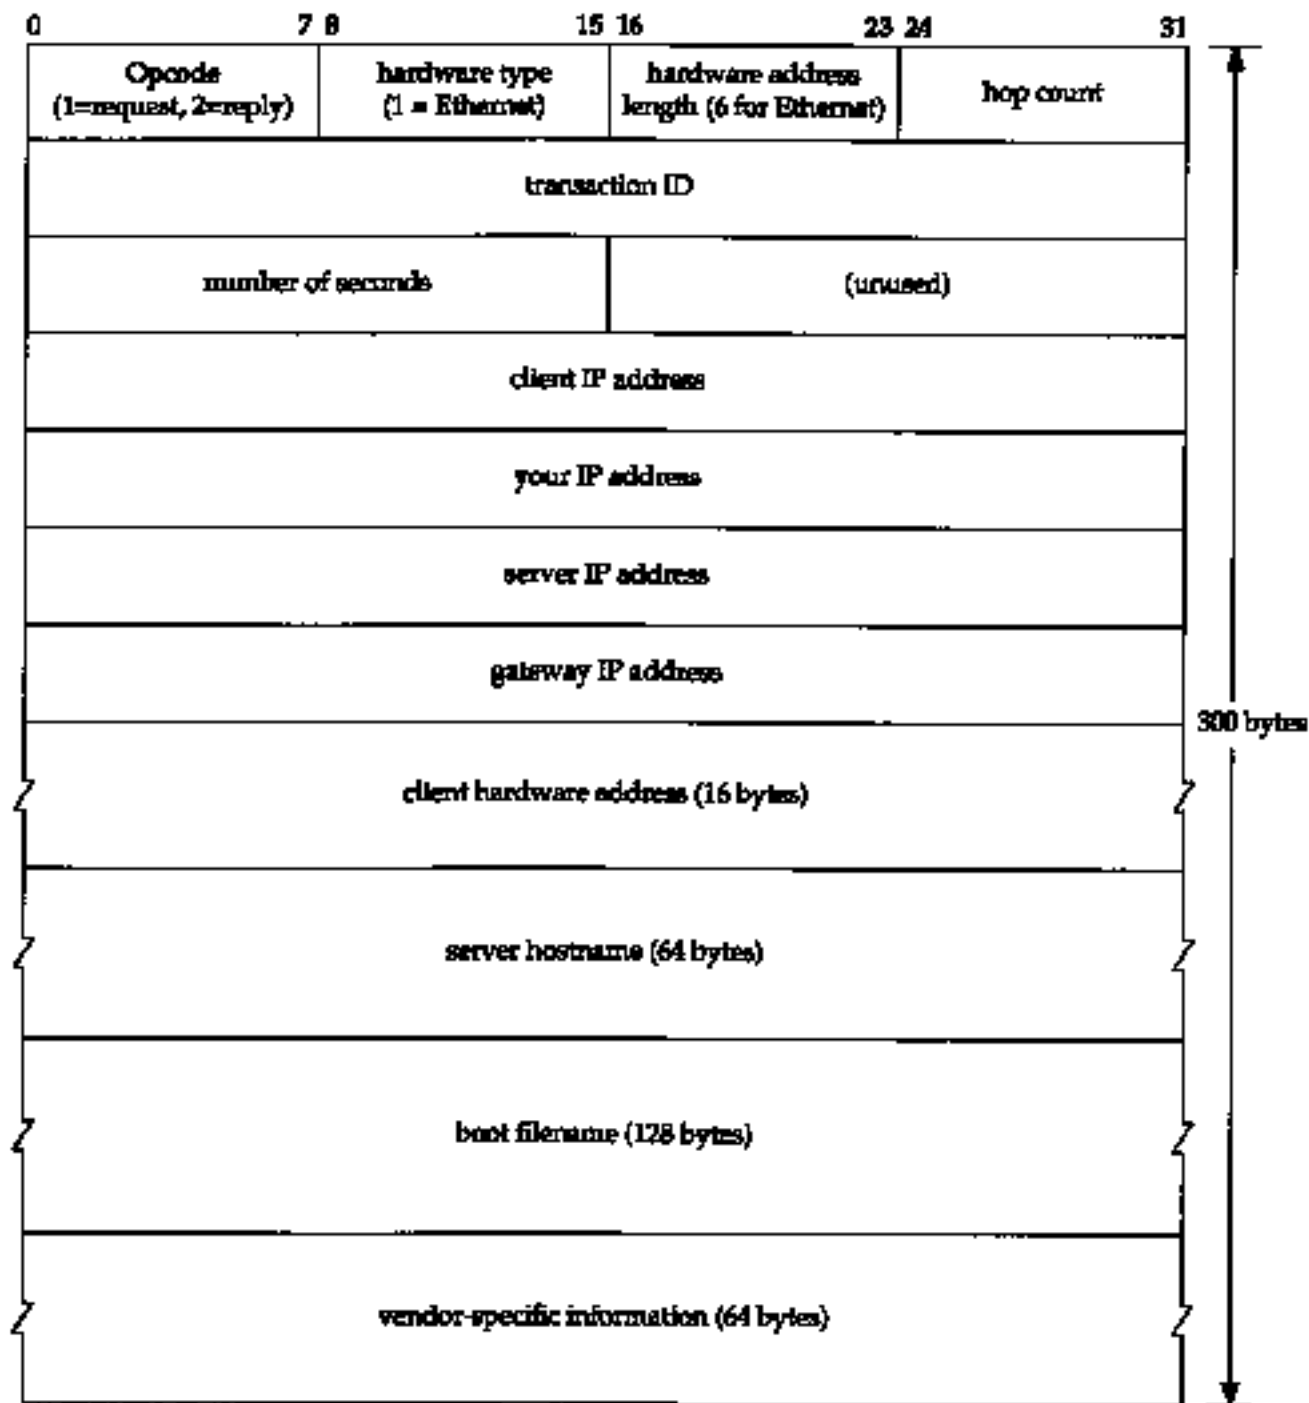 0 7 8 15 16 23 24 31
Opcode
(1=request, 2=reply)
hardware type
(1 = Ethernet)
hardware address
length (6 for Ethernet)
hop count
transaction ID
number of seconds
(unused)
client IP address
your IP address
server IP address
gateway IP address
300 bytes
client hardware address (16 bytes)
server hostname (64 bytes)
boot filename (128 bytes)
vendor-specific information (64 bytes)